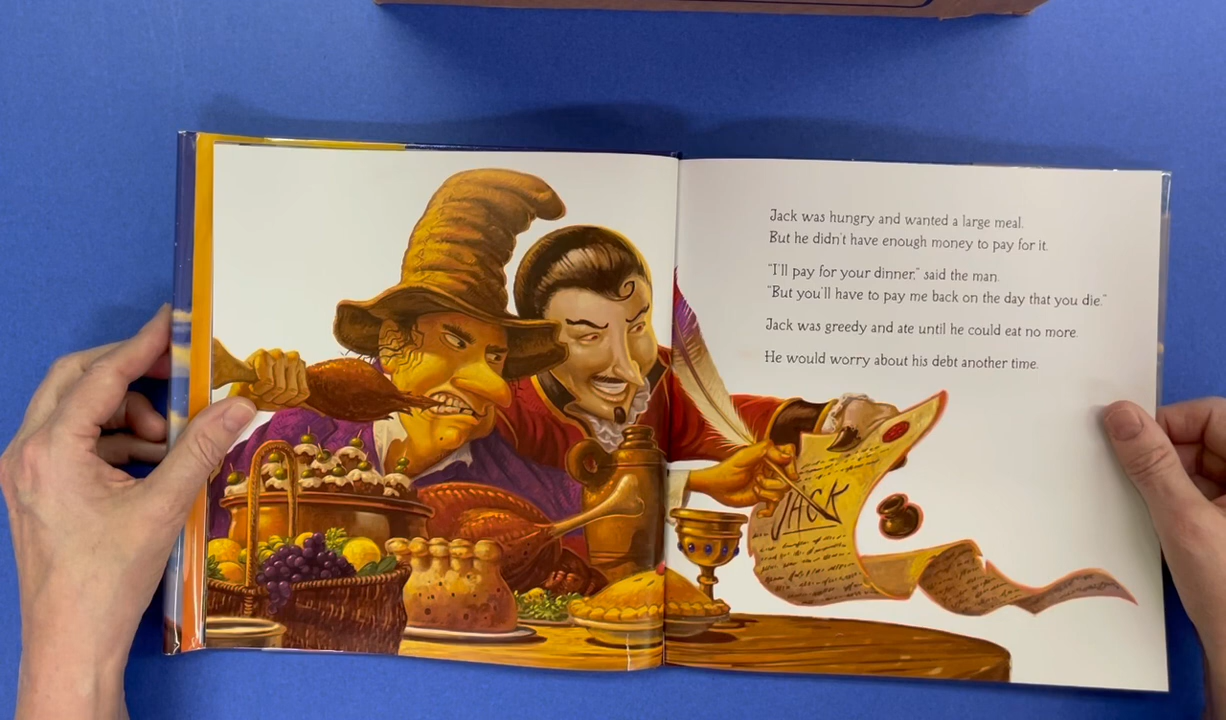 Jack was hungry and wanted a large meal.
But he didn't have enough money to pay for it.
"I'll pay for your dinner," said the man.
"But you'll have to pay me back on the day that you die."
Jack was greedy and ate until he could eat no more.
He would worry about his debt another time.
JACK